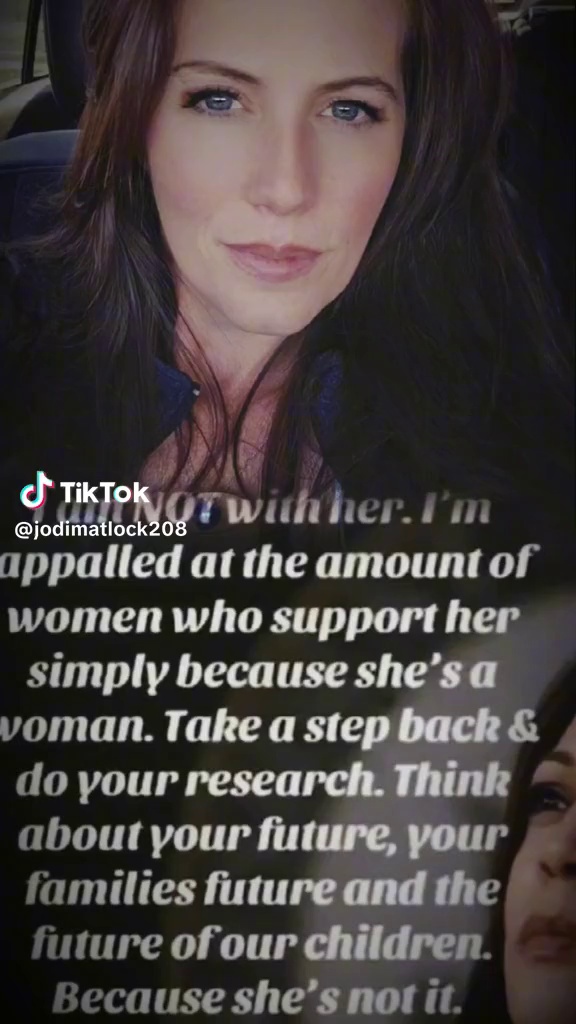 TikTok
@jodimatlock208
am NOT with her. I'm
appalled at the amount of
women who support her
simply because she's a
woman. Take a step back &
do your research. Think
about your future, your
families future and the
future of our children.
Because she's not it.